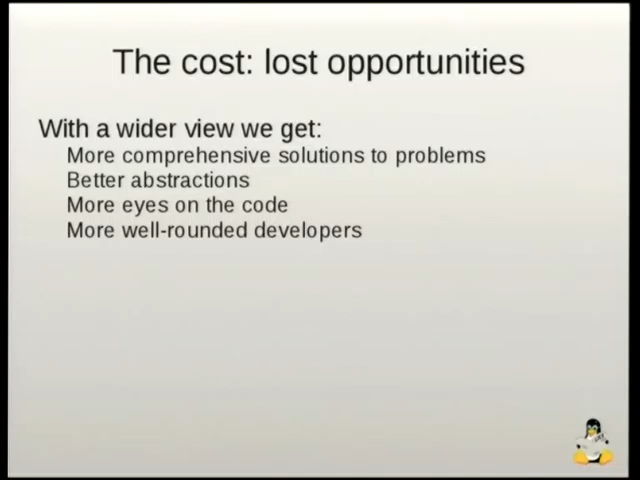 The cost: lost opportunities
With a wider view we get:
More comprehensive solutions to problems
Better abstractions
More eyes on the code
More well-rounded developers